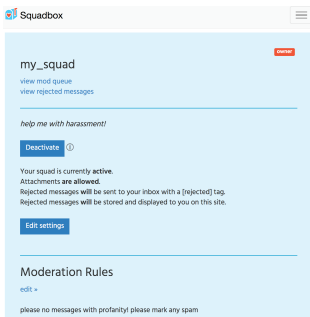 Squadbox
owner
my_squad
view mod queue
view rejected messages
help me with harassment!
Deactivate
Your squad is currently active.
Attachments are allowed.
Rejected messages will be sent to your inbox with a [rejected] tag.
Rejected messages will be stored and displayed to you on this site.
Edit settings
Moderation Rules
edit »
please no messages with profanity! please mark any spam